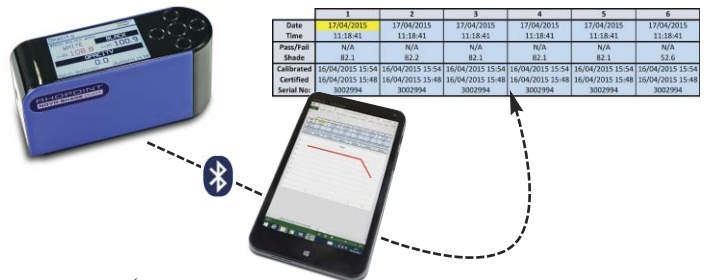 WHITE BLACK
108.8 100.9
OPACITY
0.0
RHOPOINT
NOVO-SHADE
1 2 3 4 5 6
Date 17/04/2015 17/04/2015 17/04/2015 17/04/2015 17/04/2015 17/04/2015
Time 11:18:41 11:18:41 11:18:41 11:18:41 11:18:41 11:18:41
Pass/Fail N/A N/A N/A N/A N/A N/A
Shade 82.1 82.2 82.1 82.1 82.1 52.6
Calibrated 16/04/2015 15:54 16/04/2015 15:54 16/04/2015 15:54 16/04/2015 15:54 16/04/2015 15:54 16/04/2015 15:54
Certified 16/04/2015 15:48 16/04/2015 15:48 16/04/2015 15:48 16/04/2015 15:48 16/04/2015 15:48 16/04/2015 15:48
Serial No: 3002994 3002994 3002994 3002994 3002994 3002994